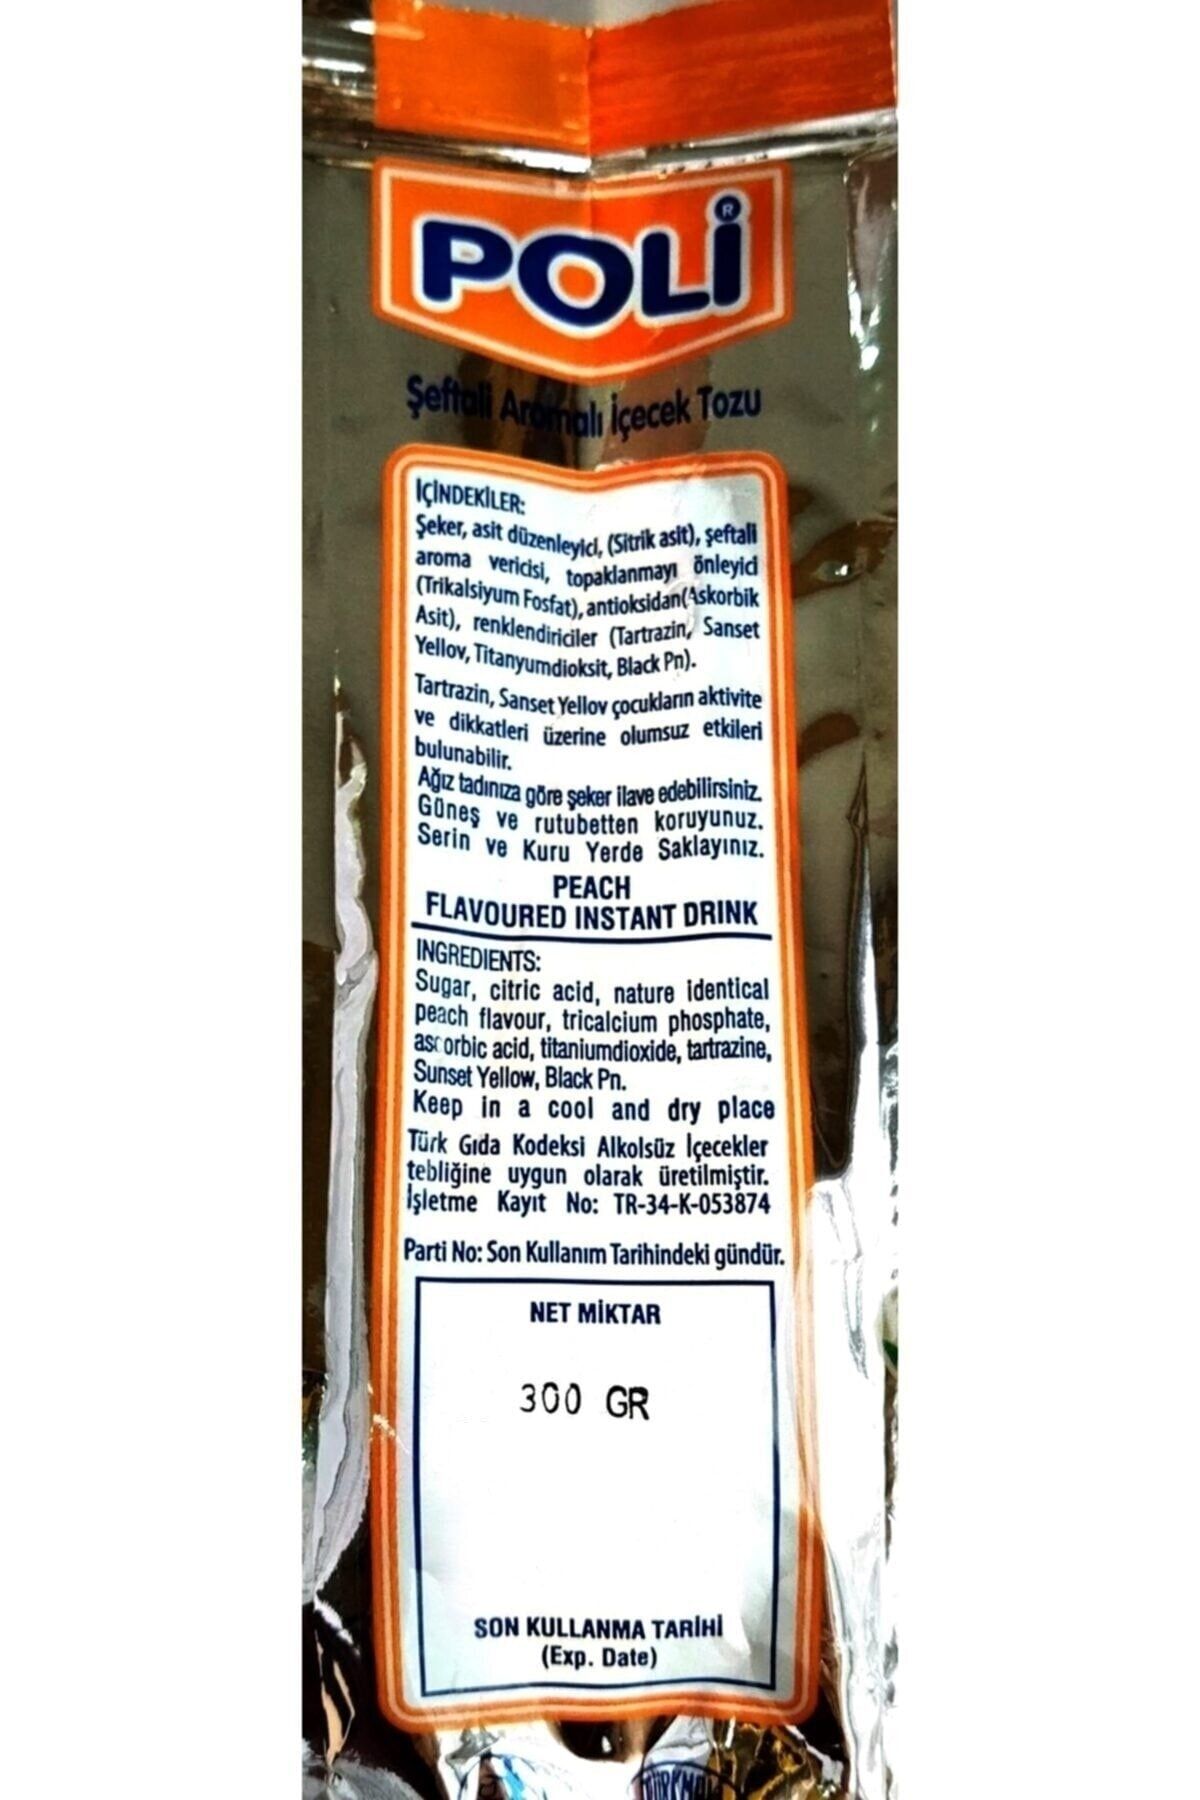 POLİ®
Şeftali Aromalı İçecek Tozu
İÇİNDEKİLER:
Şeker, asit düzenleyici, (Sitrik asit), şeftali
aroma vericisi, topaklanmayı önleyici
(Trikalsiyum Fosfat), antioksidan(Askorbik
Asit), renklendiriciler (Tartrazin, Sanset
Yellov, Titanyumdioksit, Black Pn).
Tartrazin, Sanset Yellov çocukların aktivite
ve dikkatleri üzerine olumsuz etkileri
bulunabilir.
Ağız tadınıza göre şeker ilave edebilirsiniz.
Güneş ve rutubetten koruyunuz.
Serin ve Kuru Yerde Saklayınız.
PEACH
FLAVOURED INSTANT DRINK
INGREDIENTS:
Sugar, citric acid, nature identical
peach flavour, tricalcium phosphate,
ascorbic acid, titaniumdioxide, tartrazine,
Sunset Yellow, Black Pn.
Keep in a cool and dry place
Türk Gıda Kodeksi Alkolsüz İçecekler
tebliğine uygun olarak üretilmiştir.
İşletme Kayıt No: TR-34-K-053874
Parti No: Son Kullanım Tarihindeki gündür.
NET MİKTAR
300 GR
SON KULLANMA TARİHİ
(Exp. Date)